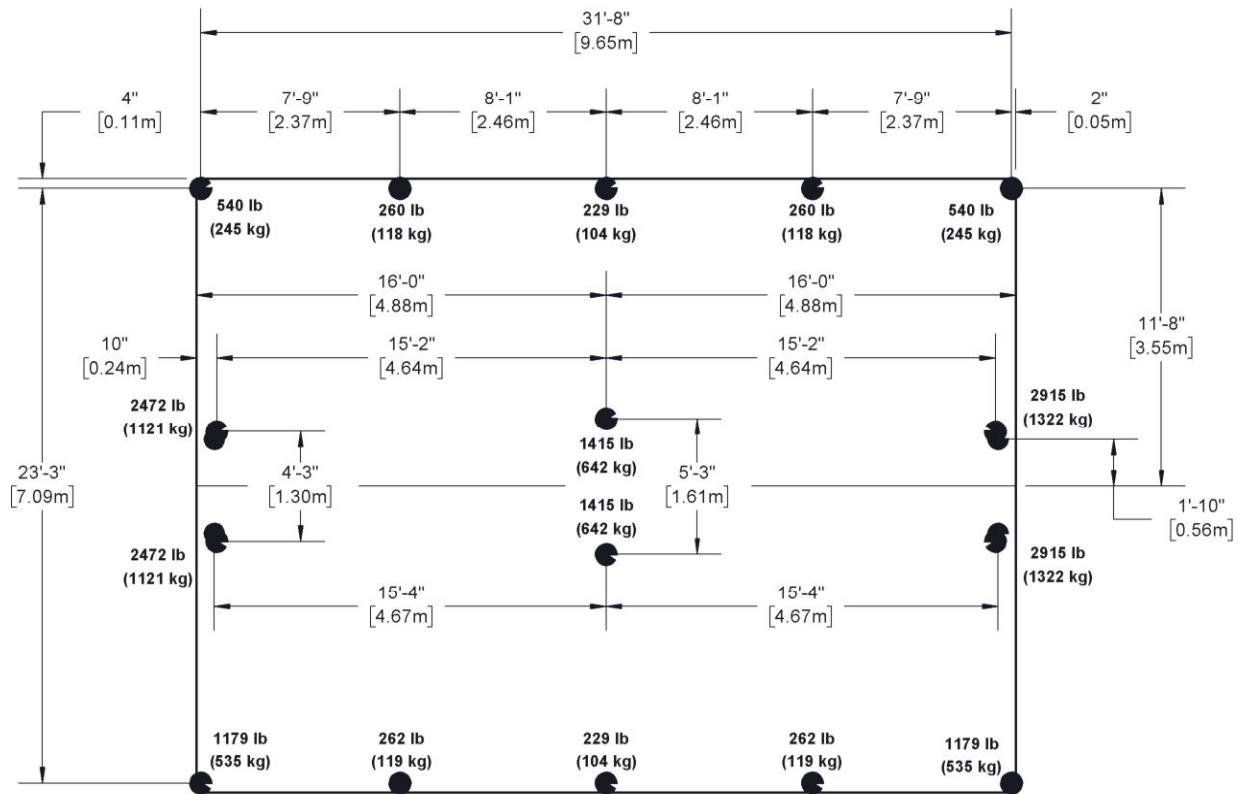 31'-8"
[9.65m]
4"
[0.11m]
7'-9"
[2.37m]
8'-1"
[2.46m]
8'-1"
[2.46m]
7'-9"
[2.37m]
2"
[0.05m]
540 lb
(245 kg)
260 lb
(118 kg)
229 lb
(104 kg)
260 lb
(118 kg)
540 lb
(245 kg)
16'-0"
[4.88m]
16'-0"
[4.88m]
11'-8"
[3.55m]
10"
[0.24m]
15'-2"
[4.64m]
15'-2"
[4.64m]
2472 lb
(1121 kg)
2915 lb
(1322 kg)
1415 lb
(642 kg)
23'-3"
[7.09m]
4'-3"
[1.30m]
5'-3"
[1.61m]
1415 lb
(642 kg)
1'-10"
[0.56m]
2472 lb
(1121 kg)
2915 lb
(1322 kg)
15'-4"
[4.67m]
15'-4"
[4.67m]
1179 lb
(535 kg)
262 lb
(119 kg)
229 lb
(104 kg)
262 lb
(119 kg)
1179 lb
(535 kg)